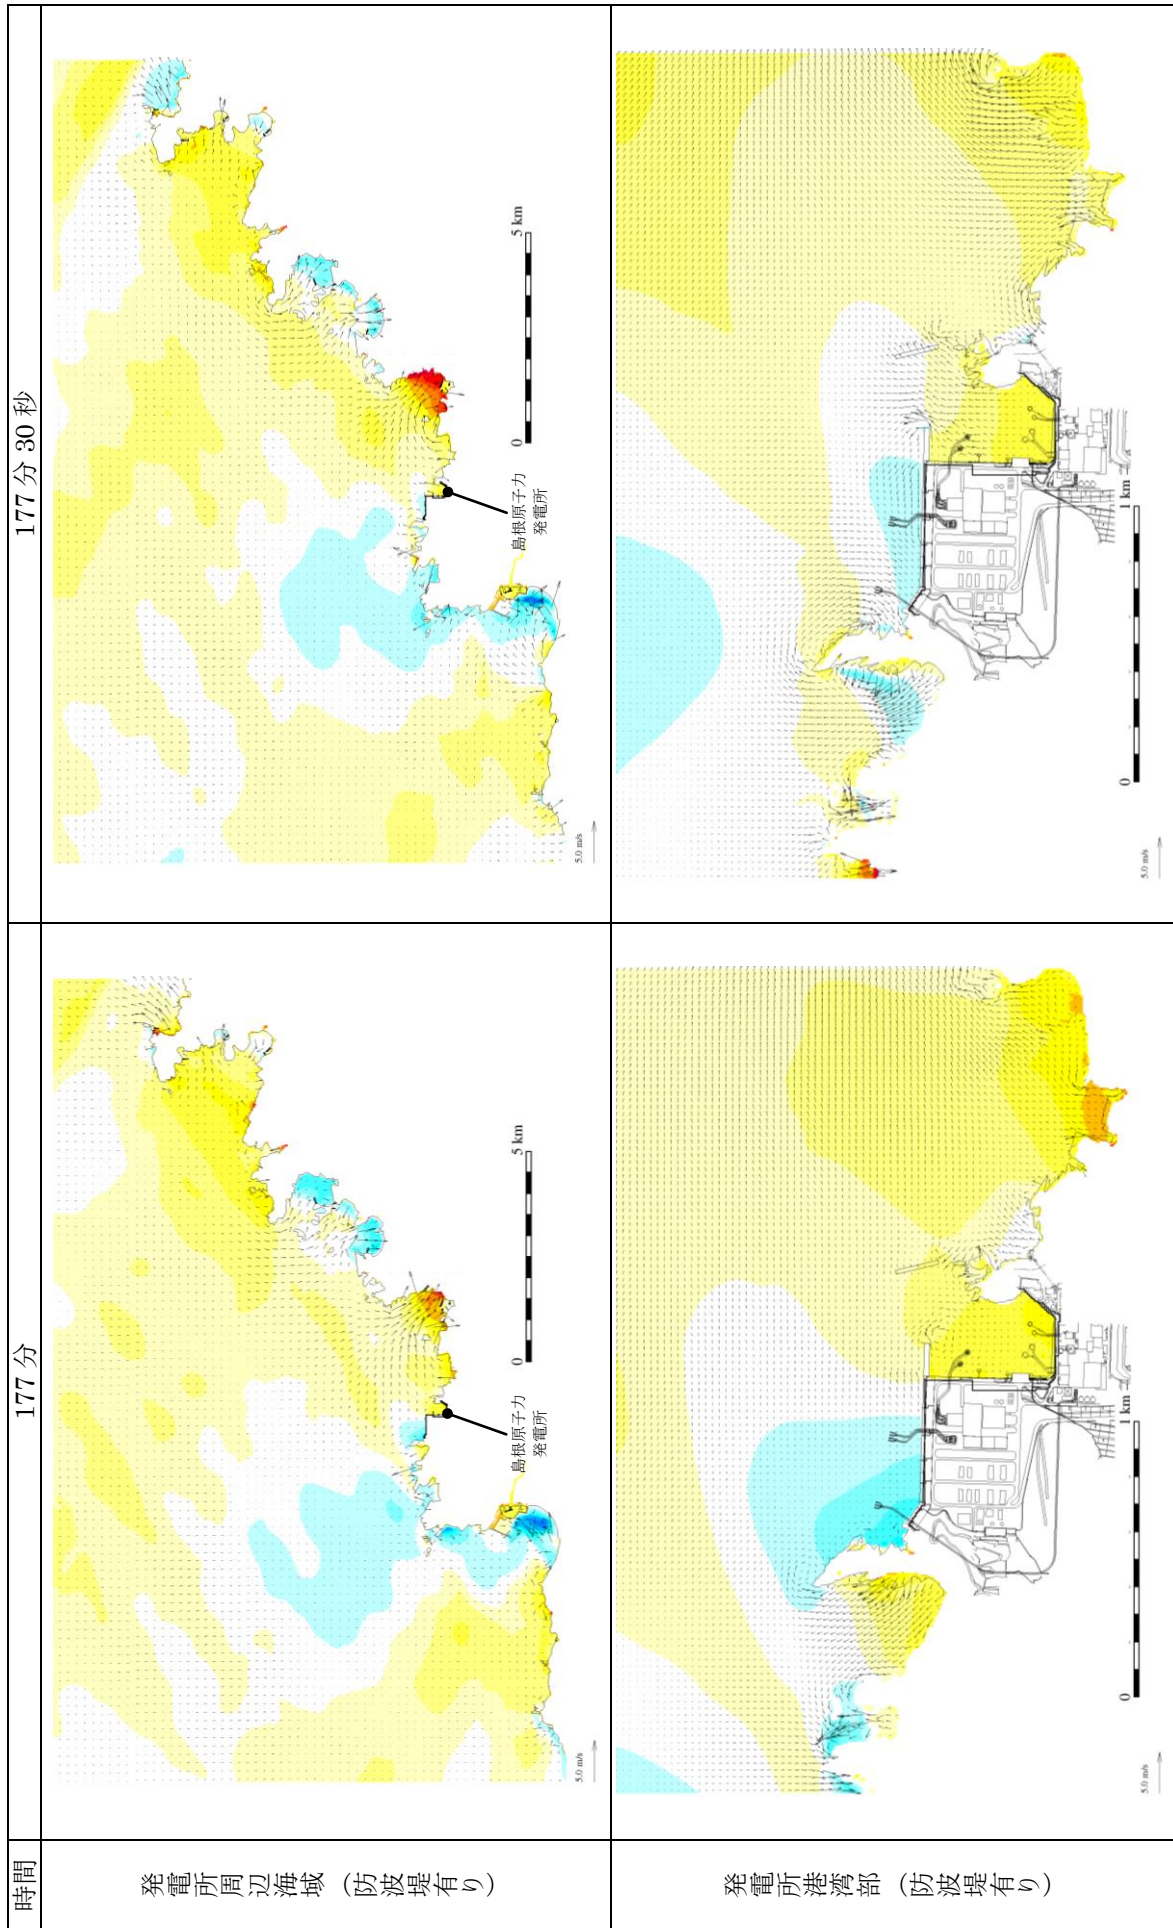 時間
177分
177分30秒
発電所周辺海域（防波堤有り）
島根原子力
発電所
0
5 km
5.0 m/s
島根原子力
発電所
0
5 km
5.0 m/s
発電所港湾部（防波堤有り）
0
1 km
5.0 m/s
0
1 km
5.0 m/s